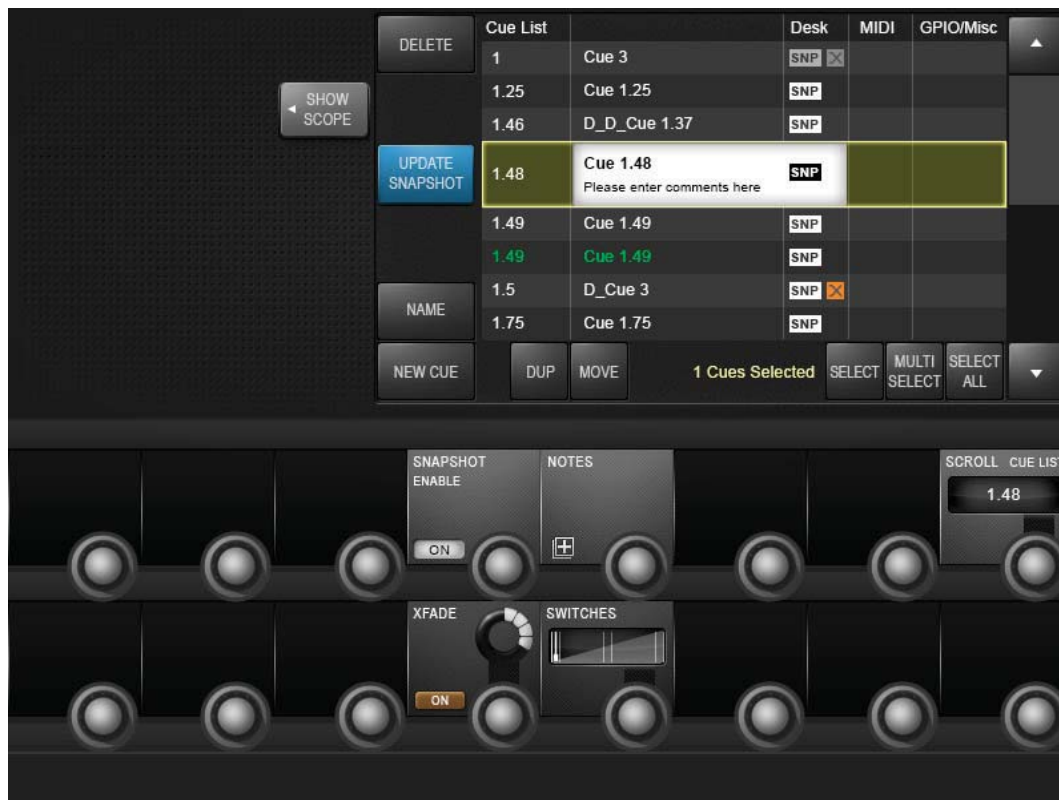 DELETE
Cue List Desk MIDI GPIO/Misc
1 Cue 3 SNP
SHOW
SCOPE
1.25 Cue 1.25 SNP
1.46 D_D_Cue 1.37 SNP
UPDATE
SNAPSHOT
1.48 Cue 1.48 SNP
Please enter comments here
1.49 Cue 1.49 SNP
1.49 Cue 1.49 SNP
NAME
1.5 D_Cue 3 SNP
1.75 Cue 1.75 SNP
NEW CUE
DUP
MOVE
1 Cues Selected
SELECT
MULTI
SELECT
SELECT
ALL
SNAPSHOT
ENABLE
ON
NOTES
SCROLL CUE LIS
1.48
XFADE
ON
SWITCHES